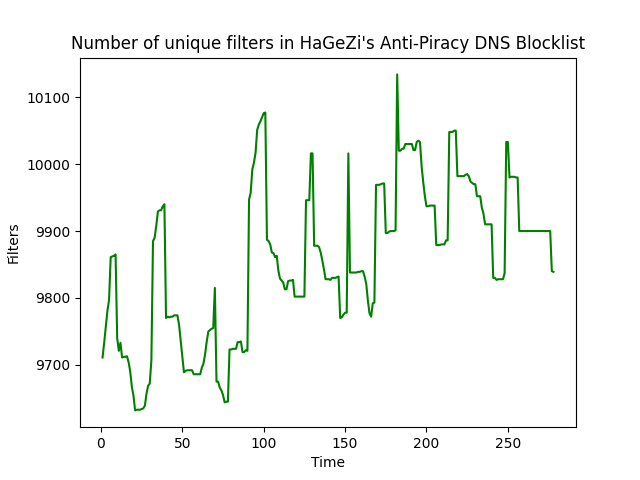 Number of unique filters in HaGeZi's Anti-Piracy DNS Blocklist
10100
10000
9900
9800
9700
Filters
0 50 100 150 200 250
Time